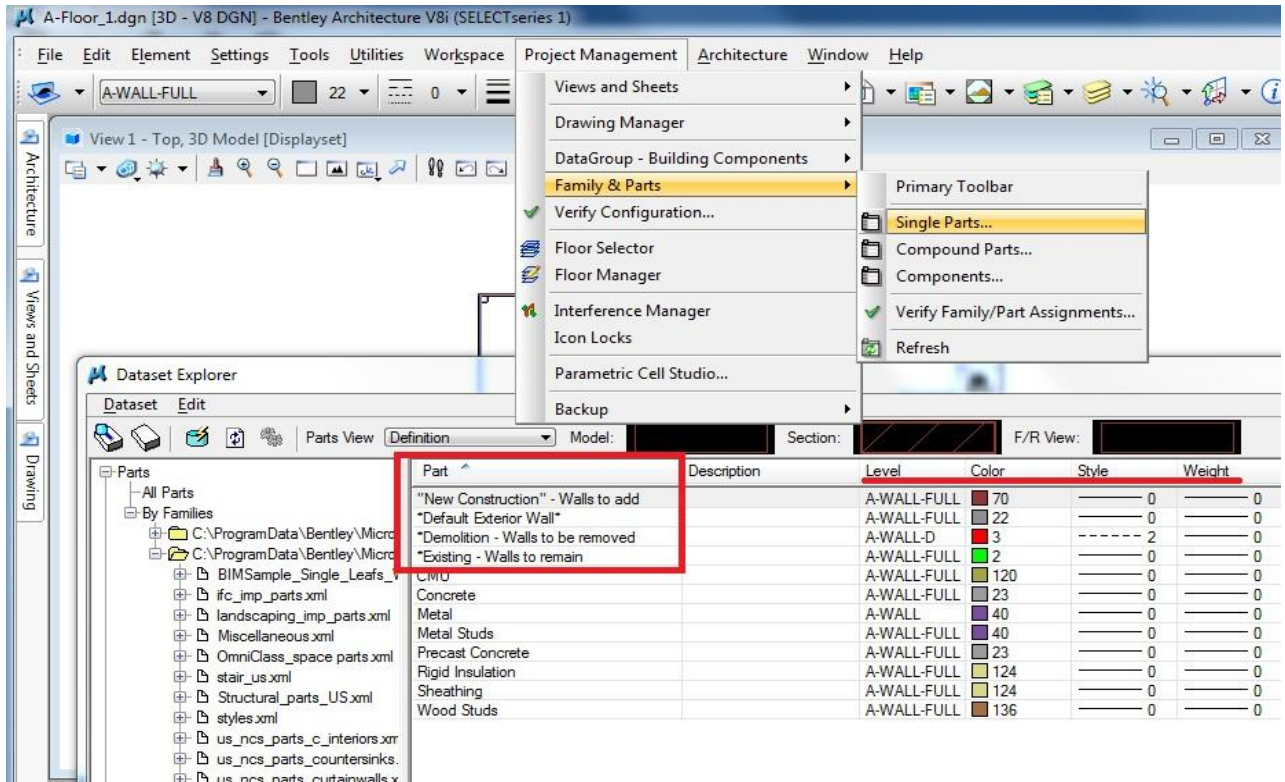 A-Floor_1.dgn [3D - V8 DGN] - Bentley Architecture V8i (SELECTseries 1)
File Edit Element Settings Tools Utilities Workspace Project Management Architecture Window Help
A-WALL-FULL 22 0
Views and Sheets
Drawing Manager
DataGroup - Building Components
Family & Parts
Verify Configuration...
Floor Selector
Floor Manager
Interference Manager
Icon Locks
Parametric Cell Studio...
Backup
Primary Toolbar
Single Parts...
Compound Parts...
Components...
Verify Family/Part Assignments...
Refresh
View 1 - Top, 3D Model [Displayset]
Architecture
Views and Sheets
Drawing
Dataset Explorer
Dataset Edit
Parts View Definition Model: Section: F/R View:
Parts
All Parts
By Families
C:\ProgramData\Bentley\Micro
C:\ProgramData\Bentley\Micro
BIMSample_Single_Leafs_W
ifc_imp_parts.xml
landscaping_imp_parts.xml
Miscellaneous.xml
OmniClass_space parts.xml
stair_us.xml
Structural_parts_US.xml
styles.xml
us_ncs_parts_c_interiors.xm
us_ncs_parts_countersinks.
us_ncs_parts_curtainwalls.x
Part Description Level Color Style Weight
"New Construction" - Walls to add A-WALL-FULL 70 0 0
*Default Exterior Wall* A-WALL-FULL 22 0 0
*Demolition - Walls to be removed A-WALL-D 3 2 0
*Existing - Walls to remain A-WALL-FULL 2 0 0
CMU A-WALL-FULL 120 0 0
Concrete A-WALL-FULL 23 0 0
Metal A-WALL 40 0 0
Metal Studs A-WALL-FULL 40 0 0
Precast Concrete A-WALL-FULL 23 0 0
Rigid Insulation A-WALL-FULL 124 0 0
Sheathing A-WALL-FULL 124 0 0
Wood Studs A-WALL-FULL 136 0 0